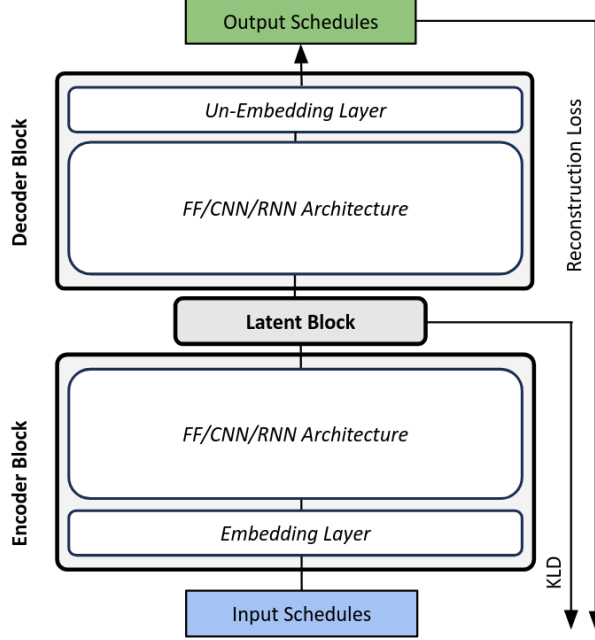 Output Schedules
Un-Embedding Layer
FF/CNN/RNN Architecture
Decoder Block
Reconstruction Loss
Latent Block
FF/CNN/RNN Architecture
Embedding Layer
Encoder Block
KLD
Input Schedules